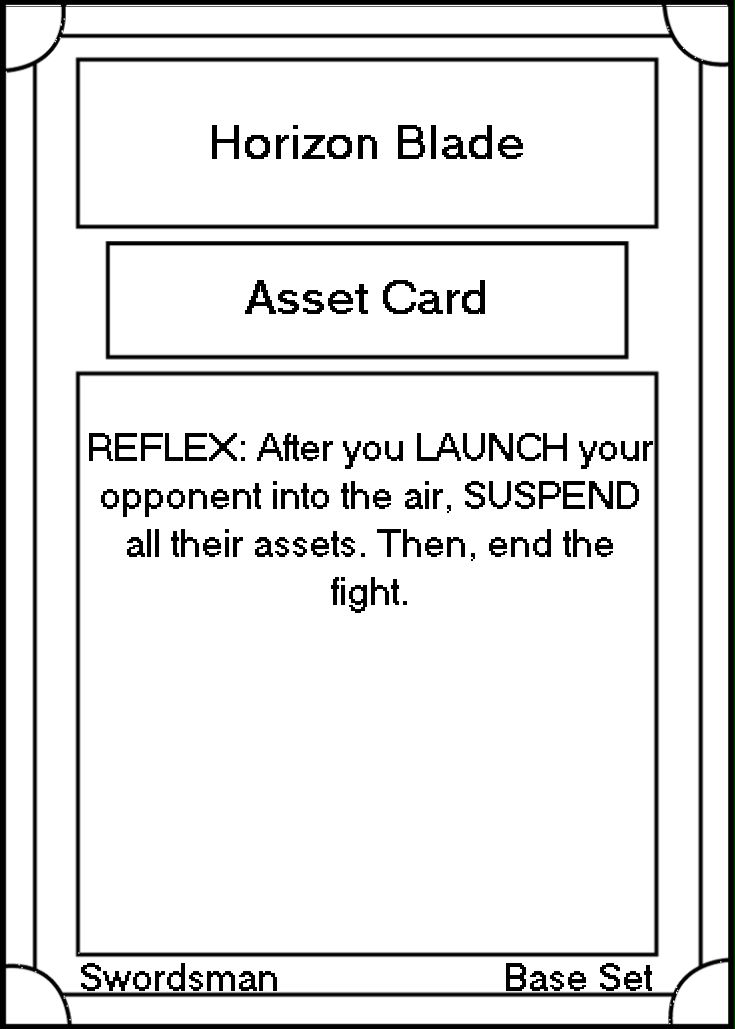 Horizon Blade
Asset Card
REFLEX: After you LAUNCH your
opponent into the air, SUSPEND
all their assets. Then, end the
fight.
Swordsman
Base Set